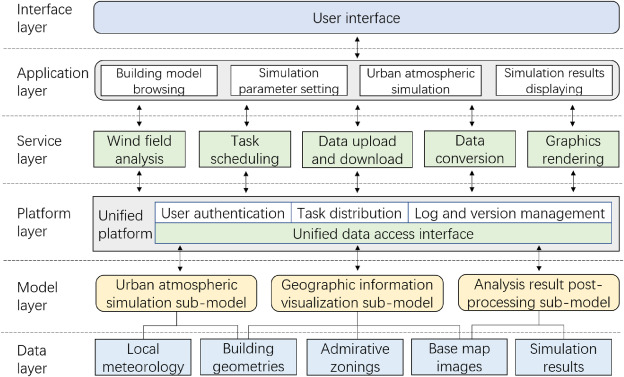 Interface
layer
User interface
Application
layer
Building model
browsing
Simulation
parameter setting
Urban atmospheric
simulation
Simulation results
displaying
Service
layer
Wind field
analysis
Task
scheduling
Data upload
and download
Data
conversion
Graphics
rendering
Platform
layer
Unified
platform
User authentication
Task distribution
Log and version management
Unified data access interface
Model
layer
Urban atmospheric
simulation sub-model
Geographic information
visualization sub-model
Analysis result post-
processing sub-model
Data
layer
Local
meteorology
Building
geometries
Admirative
zonings
Base map
images
Simulation
results